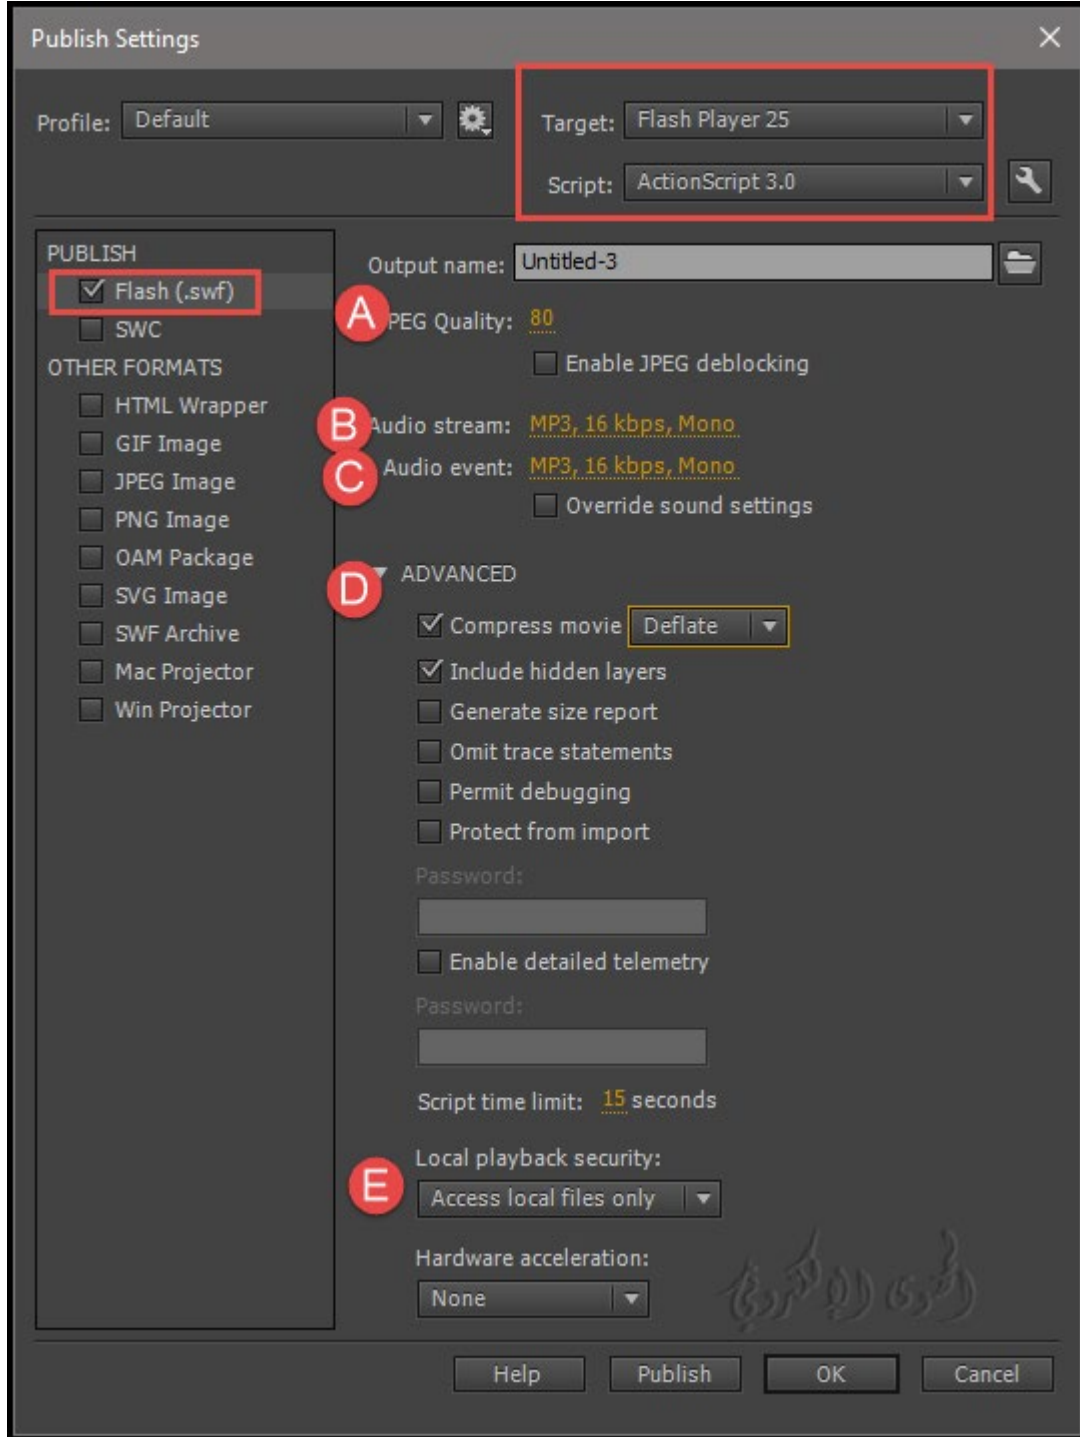 Publish Settings
Profile: Default
Target: Flash Player 25
Script: ActionScript 3.0
PUBLISH
Flash (.swf)
SWC
OTHER FORMATS
HTML Wrapper
GIF Image
JPEG Image
PNG Image
OAM Package
SVG Image
SWF Archive
Mac Projector
Win Projector
Output name: Untitled-3
A
PEG Quality: 80
Enable JPEG deblocking
B
Audio stream: MP3, 16 kbps, Mono
C
Audio event: MP3, 16 kbps, Mono
Override sound settings
D
ADVANCED
Compress movie Deflate
Include hidden layers
Generate size report
Omit trace statements
Permit debugging
Protect from import
Password:
Enable detailed telemetry
Password:
Script time limit: 15 seconds
Local playback security:
E
Access local files only
Hardware acceleration:
None
Help Publish OK Cancel